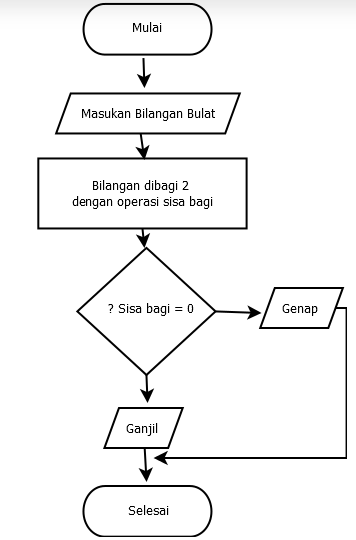 Mulai
Masukan Bilangan Bulat
Bilangan dibagi 2
dengan operasi sisa bagi
? Sisa bagi = 0
Genap
Ganjil
Selesai